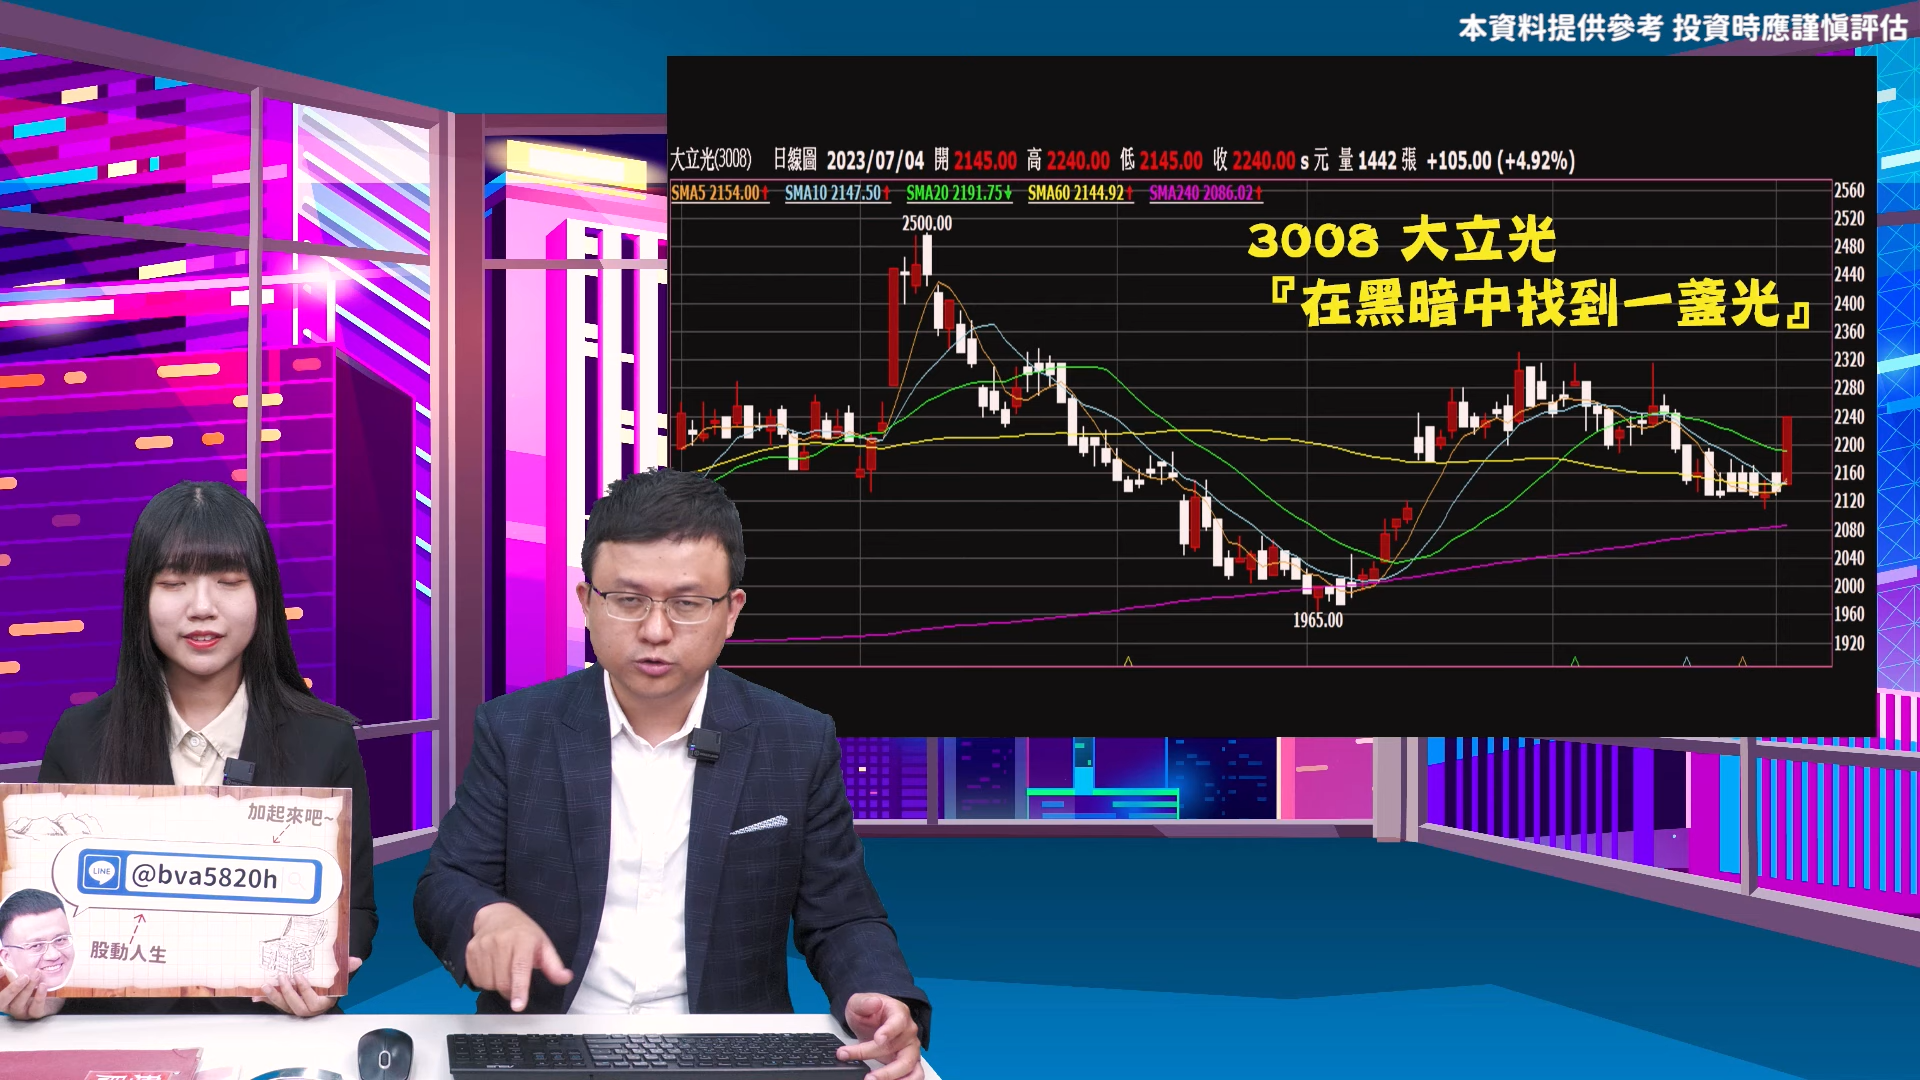 本資料提供參考 投資時應謹慎評估
大立光(3008) 日線圖 2023/07/04 開 2145.00 高 2240.00 低 2145.00 收 2240.00 s 元 量 1442 張 +105.00 (+4.92%)
SMA5 2154.00↑ SMA10 2147.50↑ SMA20 2191.75↓ SMA60 2144.92↑ SMA240 2086.02↑
3008 大立光
『在黑暗中找到一盞光』
2500.00
1965.00
2560
2520
2480
2440
2400
2360
2320
2280
2240
2200
2160
2120
2080
2040
2000
1960
1920
加起來吧~
LINE
@bva5820h
股動人生